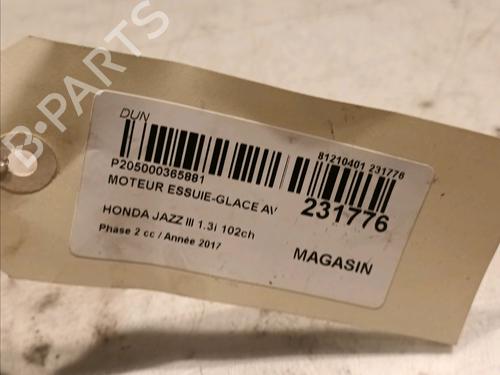 DUN
81210401 231776
P205000365881
MOTEUR ESSUIE-GLACE AV
231776
HONDA JAZZ III 1.3i 102ch
Phase 2 cc / Année 2017
MAGASIN
B-PARTS